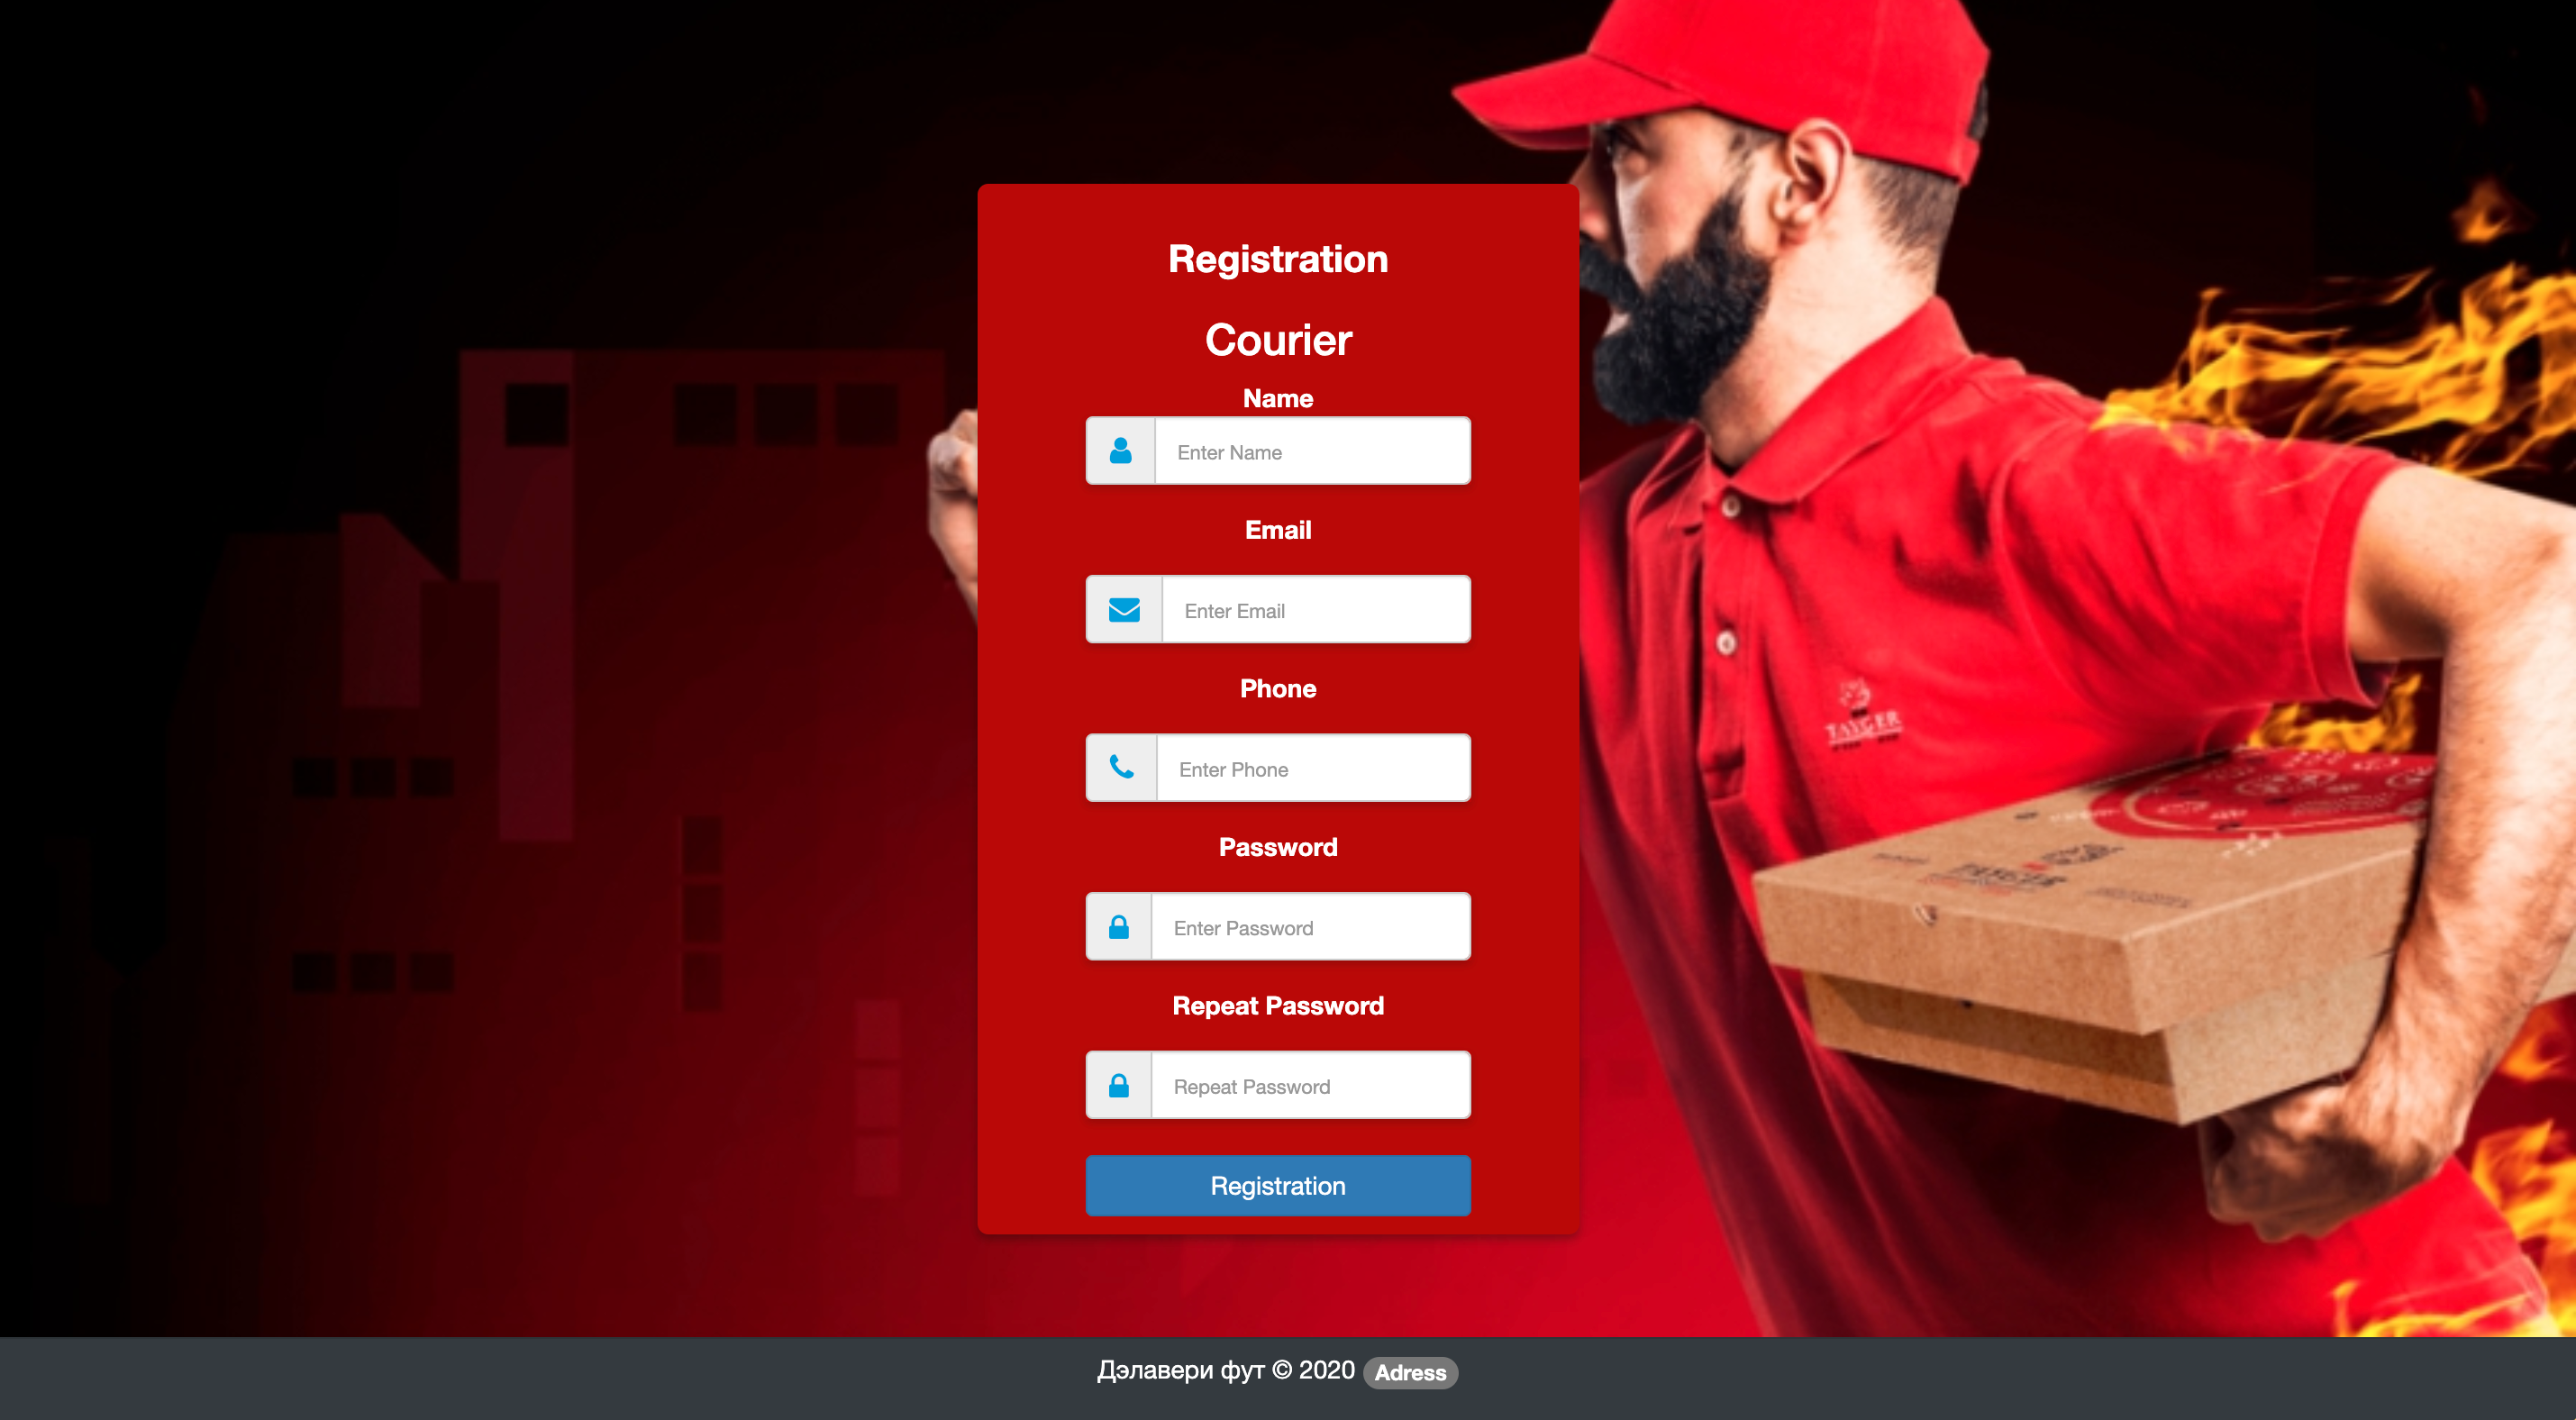 Registration
Courier
Name
Enter Name
Email
Enter Email
Phone
Enter Phone
Password
Enter Password
Repeat Password
Repeat Password
Registration
Дэлавери фут © 2020 Adress